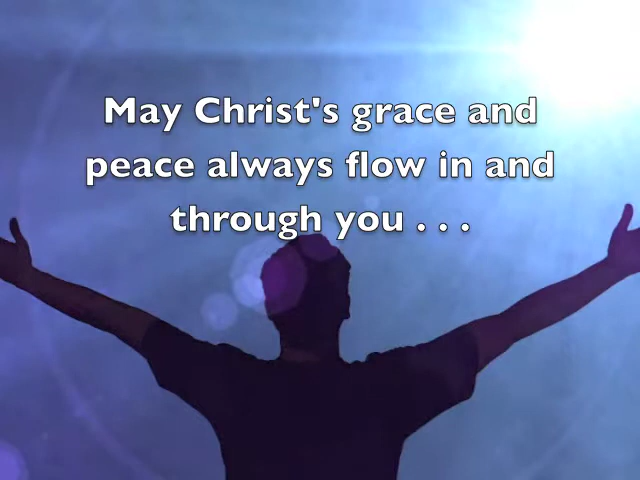 May Christ's grace and
peace always flow in and
through you . . .